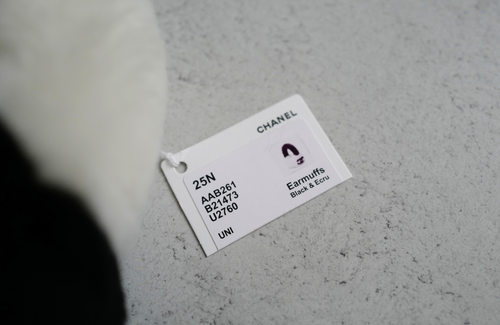 CHANEL
25N
AAB261
B21473
U2760
UNI
Earmuffs
Black & Ecru